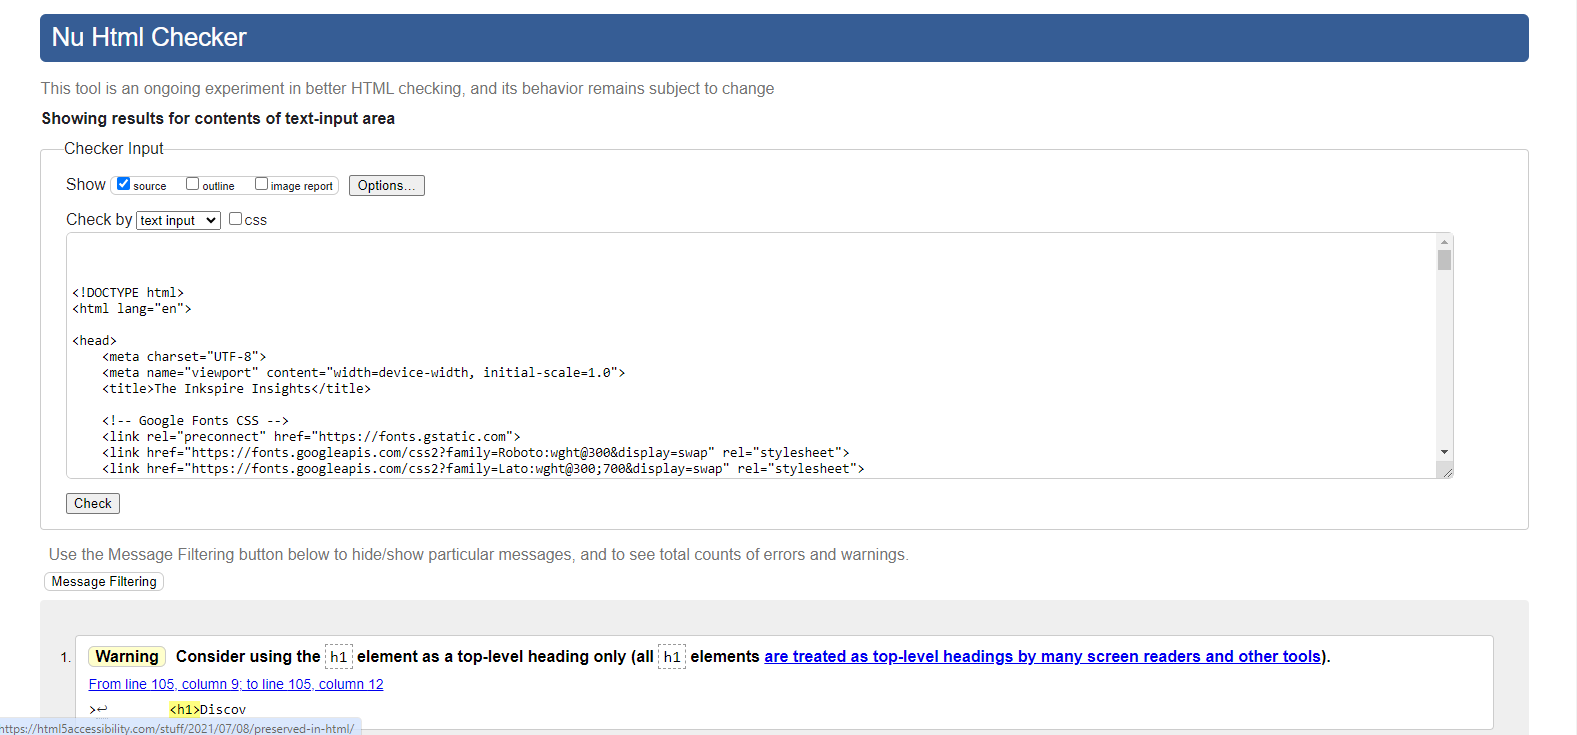 Nu Html Checker
This tool is an ongoing experiment in better HTML checking, and its behavior remains subject to change
Showing results for contents of text-input area
Checker Input
Show source outline image report Options...
Check by text input css
<!DOCTYPE html>
<html lang="en">
<head>
<meta charset="UTF-8">
<meta name="viewport" content="width=device-width, initial-scale=1.0">
<title>The Inkspire Insights</title>
<!-- Google Fonts CSS -->
<link rel="preconnect" href="https://fonts.gstatic.com">
<link href="https://fonts.googleapis.com/css2?family=Roboto:wght@300&display=swap" rel="stylesheet">
<link href="https://fonts.googleapis.com/css2?family=Lato:wght@300;700&display=swap" rel="stylesheet">
Check
Use the Message Filtering button below to hide/show particular messages, and to see total counts of errors and warnings.
Message Filtering
1. Warning Consider using the h1 element as a top-level heading only (all h1 elements are treated as top-level headings by many screen readers and other tools).
From line 105, column 9; to line 105, column 12
>↩ <h1>Discov
https://html5accessibility.com/stuff/2021/07/08/preserved-in-html/